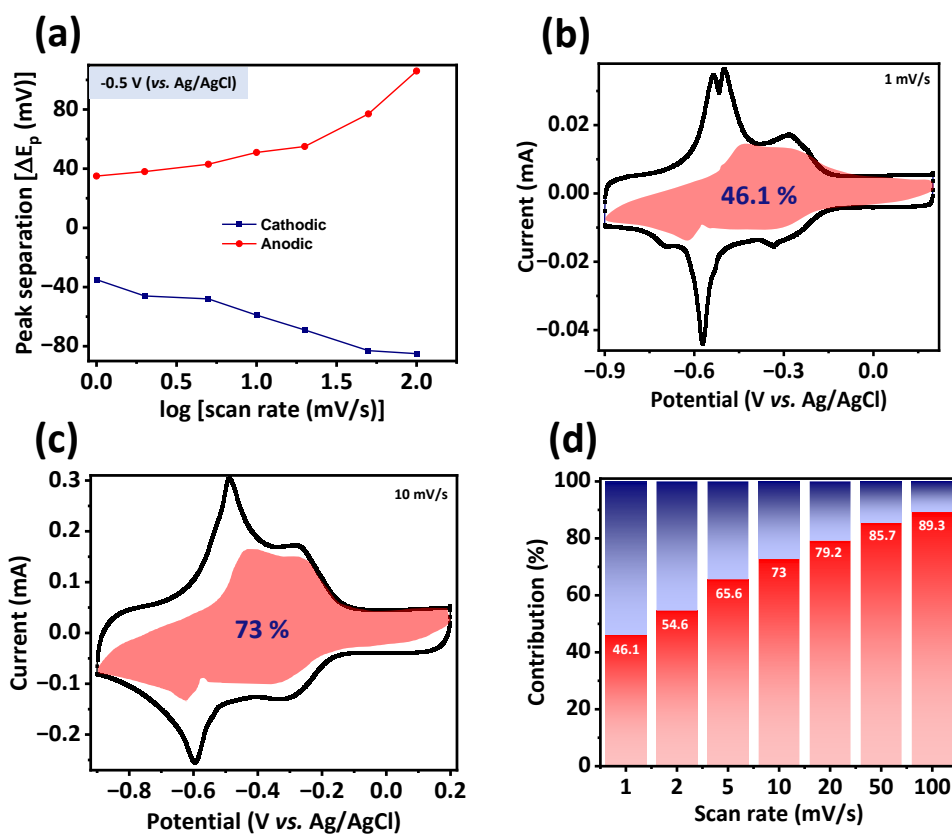 (a)
-0.5 V (vs. Ag/AgCl)
Peak separation [ΔEp (mV)]
80
40
0
−40
−80
Cathodic
Anodic
0.0 0.5 1.0 1.5 2.0
log [scan rate (mV/s)]
(b)
1 mV/s
Current (mA)
0.02
0.00
−0.02
−0.04
46.1 %
−0.9 −0.6 −0.3 0.0
Potential (V vs. Ag/AgCl)
(c)
10 mV/s
Current (mA)
0.3
0.2
0.1
0.0
−0.1
−0.2
73 %
−0.8 −0.6 −0.4 −0.2 −0.0 0.2
Potential (V vs. Ag/AgCl)
(d)
Contribution (%)
100
80
60
40
20
0
46.1 54.6 65.6 73 79.2 85.7 89.3
1 2 5 10 20 50 100
Scan rate (mV/s)